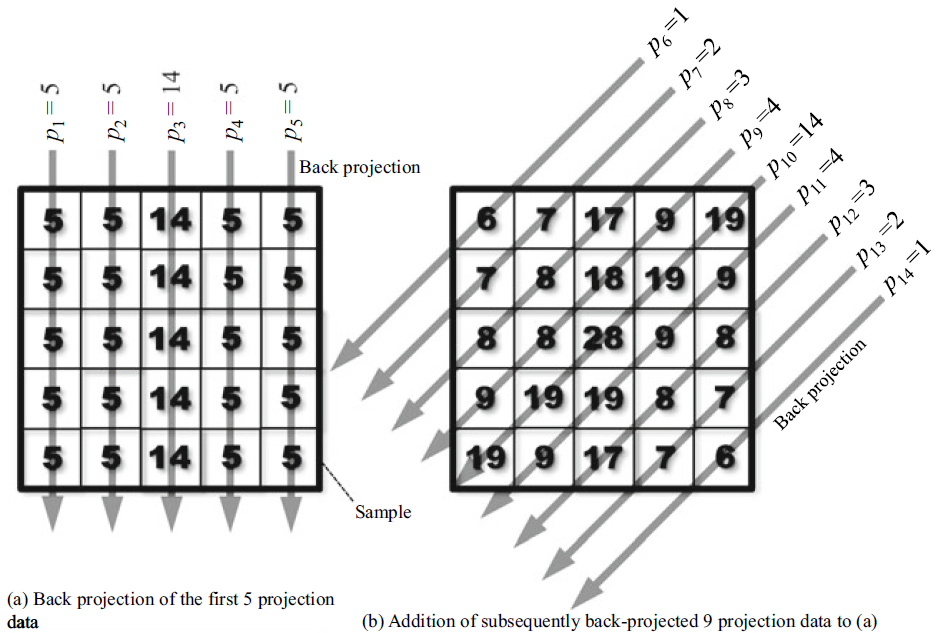 p1 = 5
p2 = 5
p3 = 14
p4 = 5
p5 = 5
Back projection
5 5 14 5 5
5 5 14 5 5
5 5 14 5 5
5 5 14 5 5
5 5 14 5 5
Sample
(a) Back projection of the first 5 projection
data
p6=1
p7=2
p8=3
p9=4
p10=14
p11=4
p12=3
p13=2
p14=1
6 7 17 9 19
7 8 18 19 9
8 8 28 9 8
9 19 19 8 7
19 9 17 7 6
Back projection
(b) Addition of subsequently back-projected 9 projection data to (a)